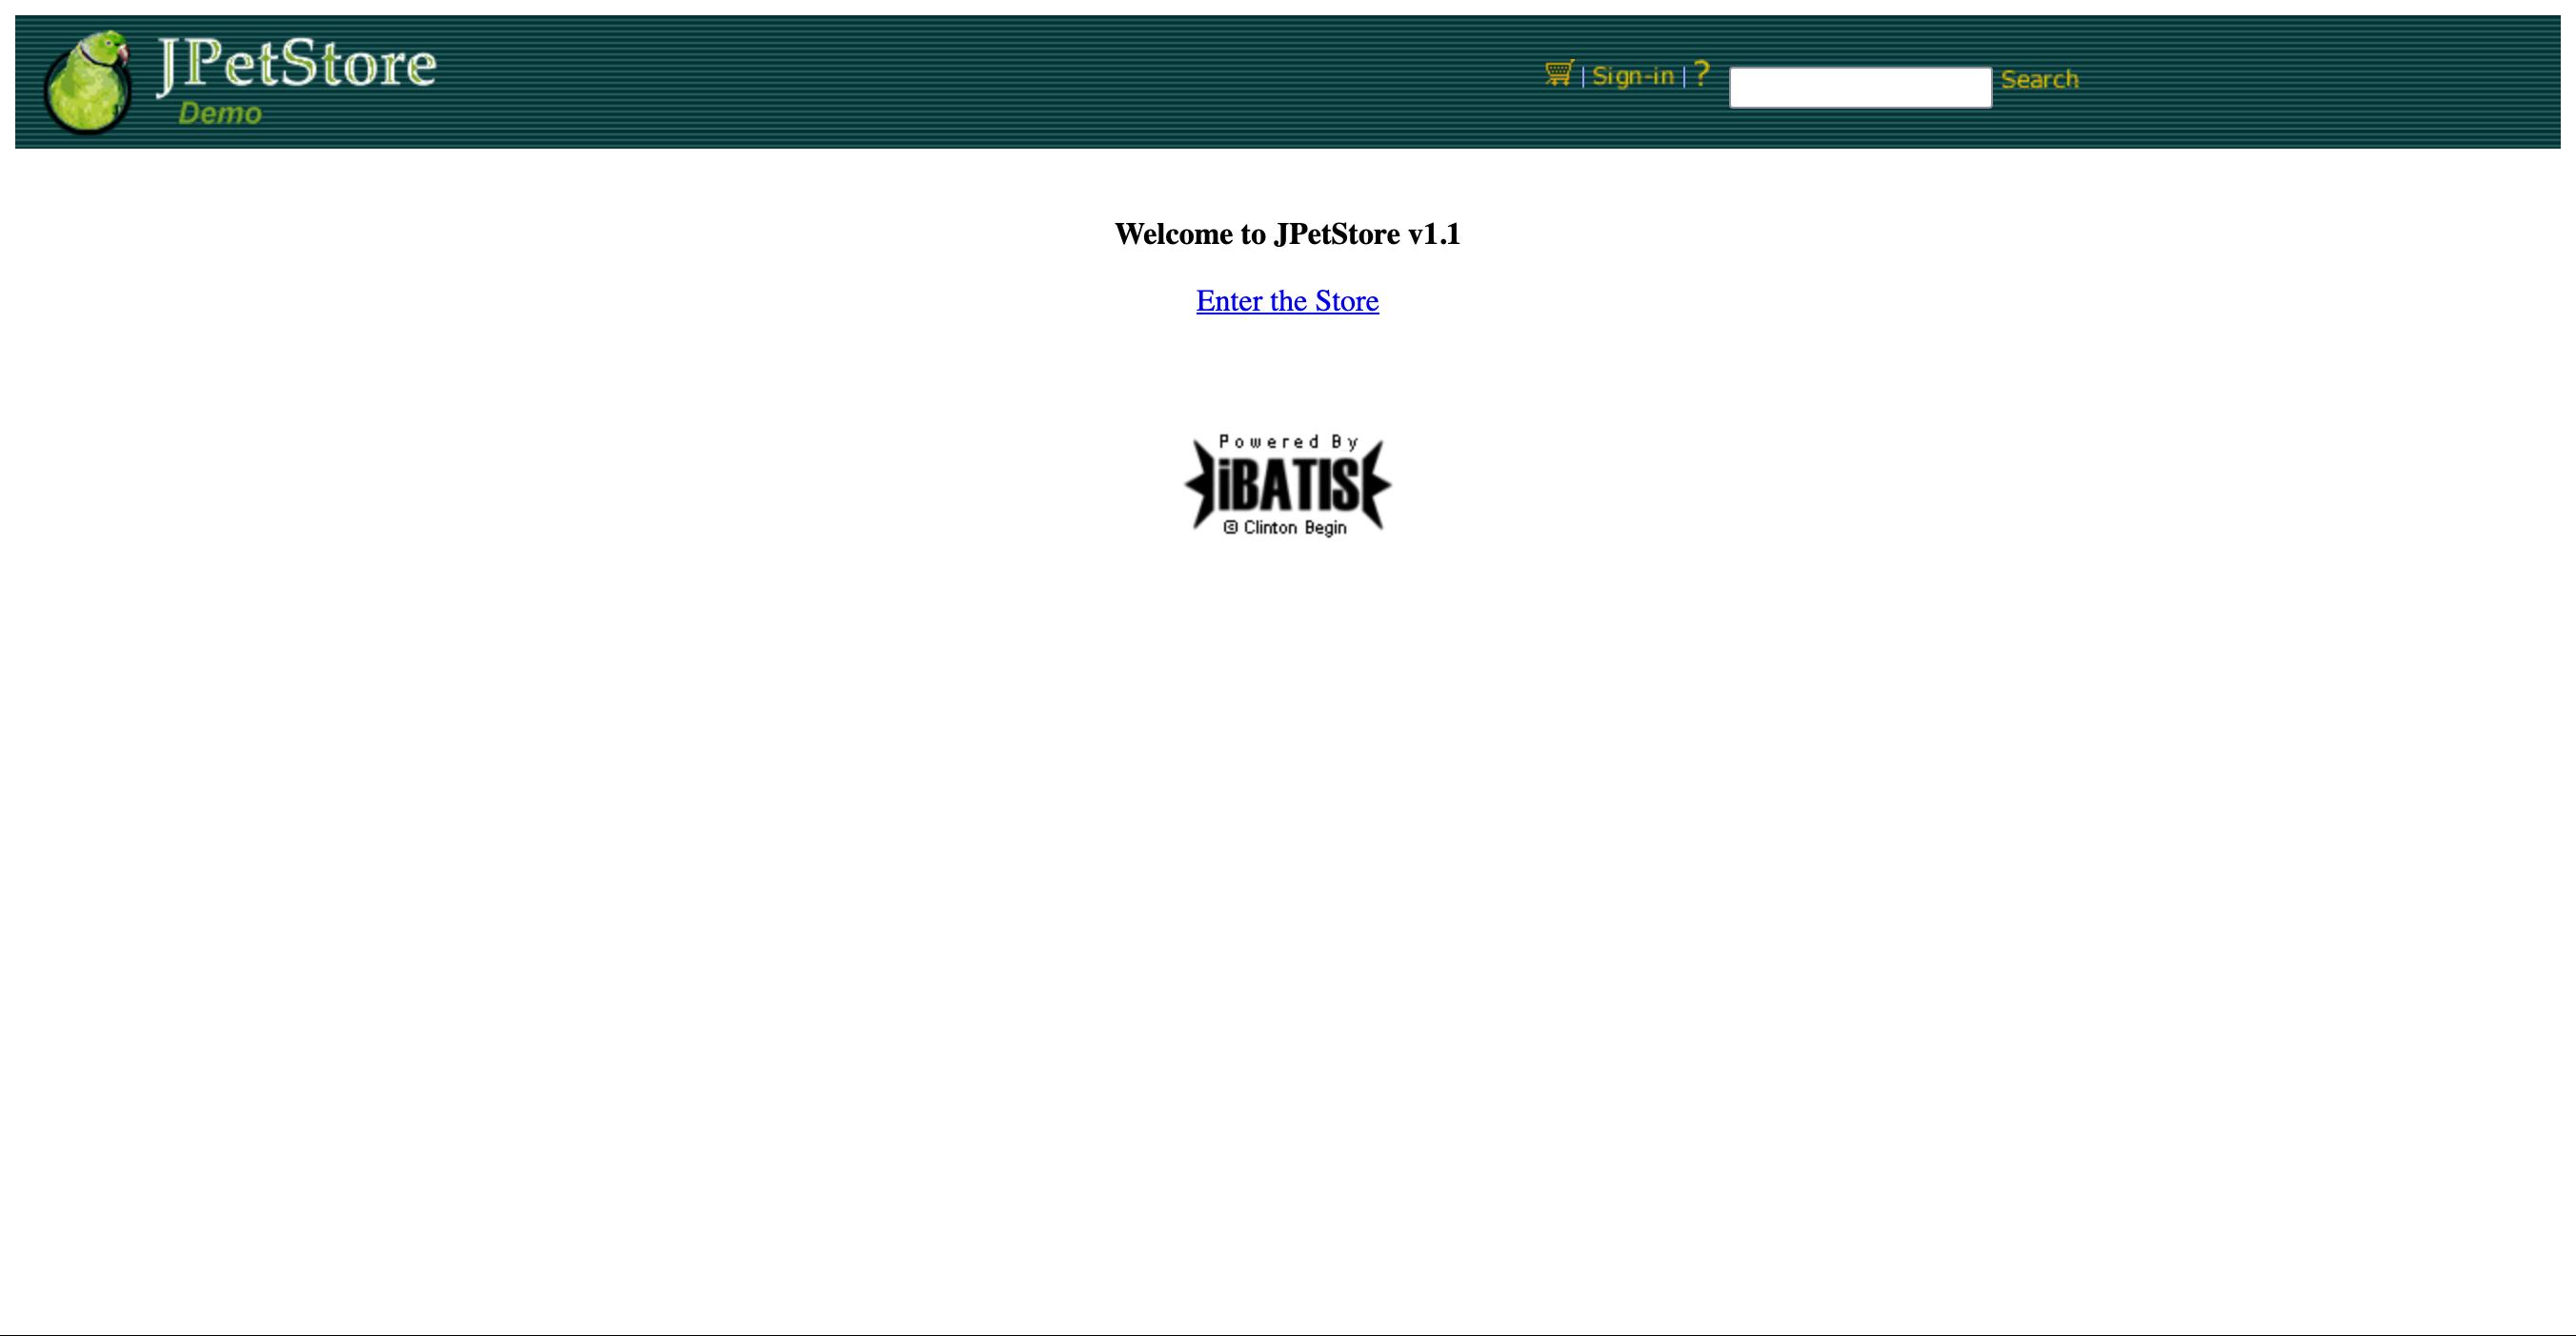 JPetStore
Demo
| Sign-in | ? Search
Welcome to JPetStore v1.1
Enter the Store
Powered By
iBATIS
© Clinton Begin